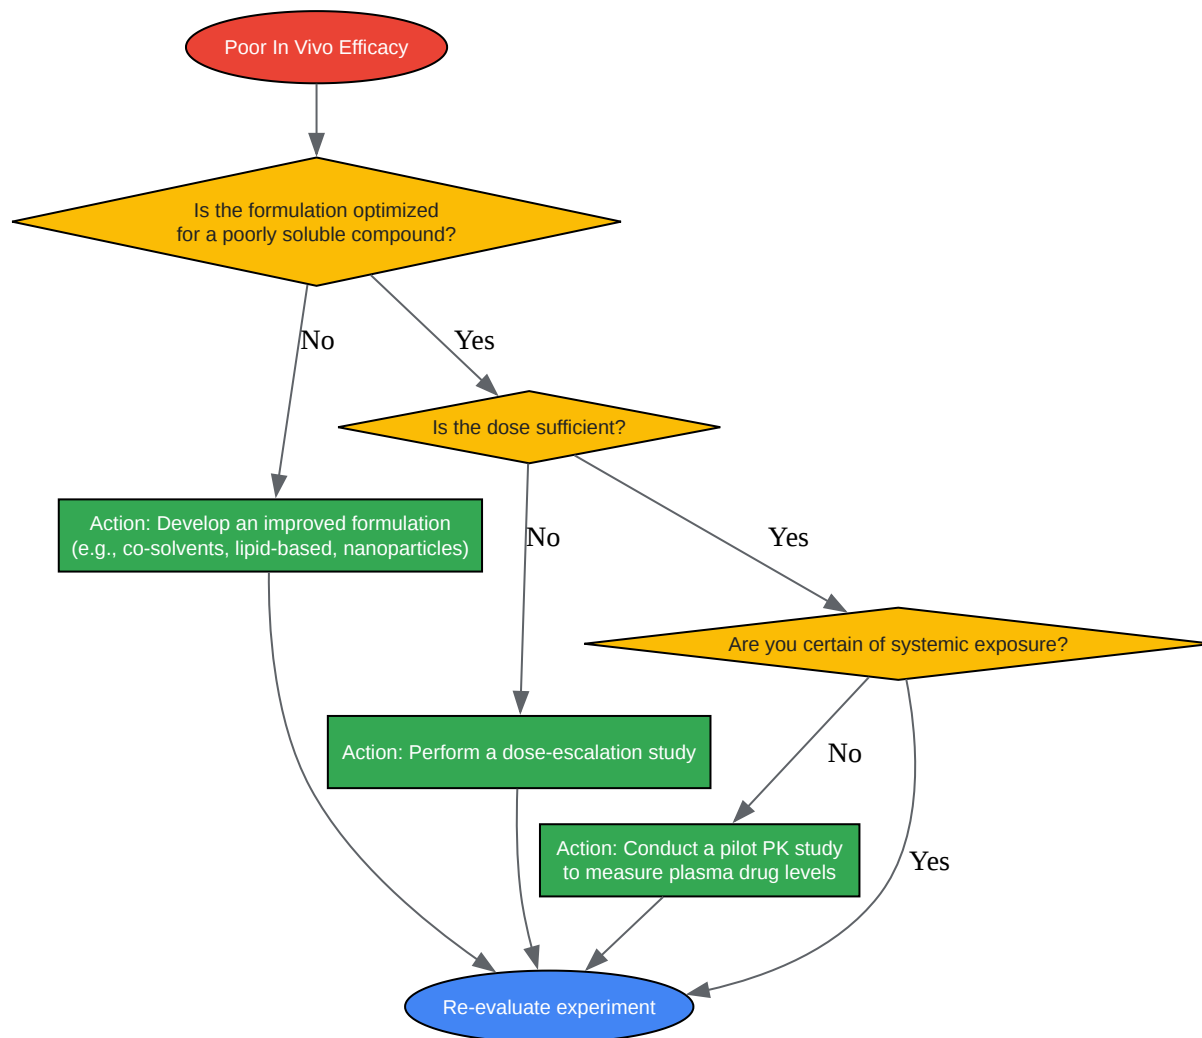 Poor In Vivo Efficacy
Is the formulation optimized
for a poorly soluble compound?
No
Yes
Is the dose sufficient?
Action: Develop an improved formulation
(e.g., co-solvents, lipid-based, nanoparticles)
No
Yes
Are you certain of systemic exposure?
Action: Perform a dose-escalation study
No
Action: Conduct a pilot PK study
to measure plasma drug levels
Yes
Re-evaluate experiment